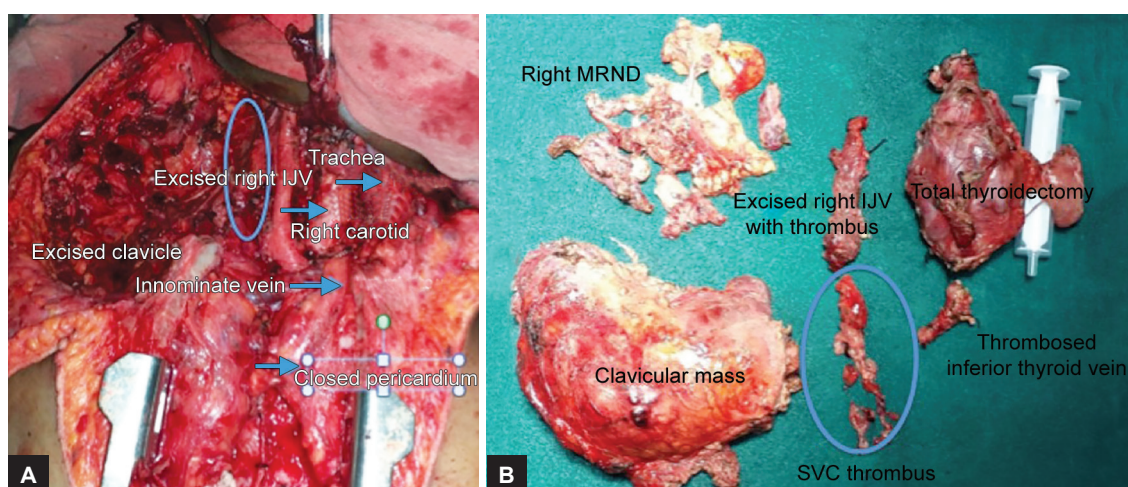 Trachea
Excised right IJV
Right carotid
Excised clavicle
Innominate vein
Closed pericardium
A
Right MRND
Excised right IJV
with thrombus
Total thyroidectomy
Clavicular mass
Thrombosed
inferior thyroid vein
SVC thrombus
B